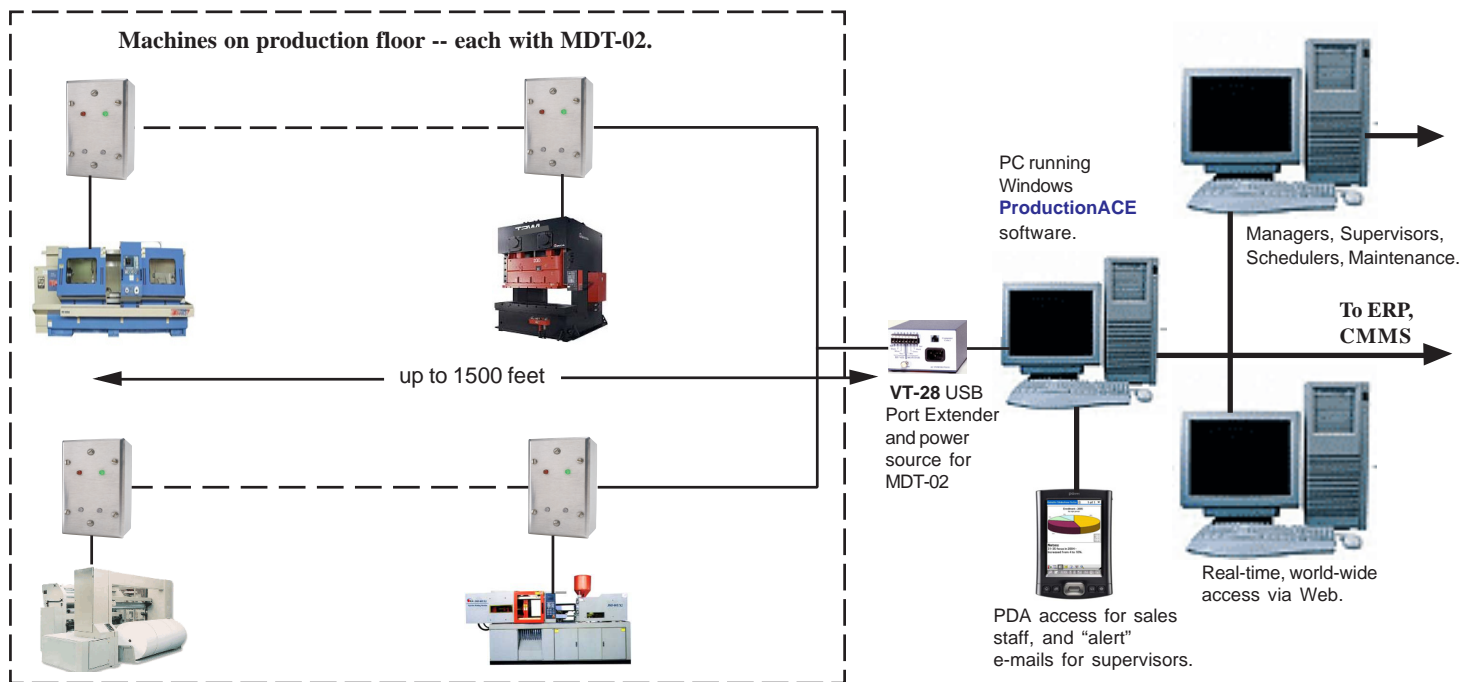 Machines on production floor -- each with MDT-02.
up to 1500 feet
VT-28 USB
Port Extender
and power
source for
MDT-02
PC running
Windows
ProductionACE
software.
Managers, Supervisors,
Schedulers, Maintenance.
To ERP,
CMMS
PDA access for sales
staff, and “alert”
e-mails for supervisors.
Real-time, world-wide
access via Web.